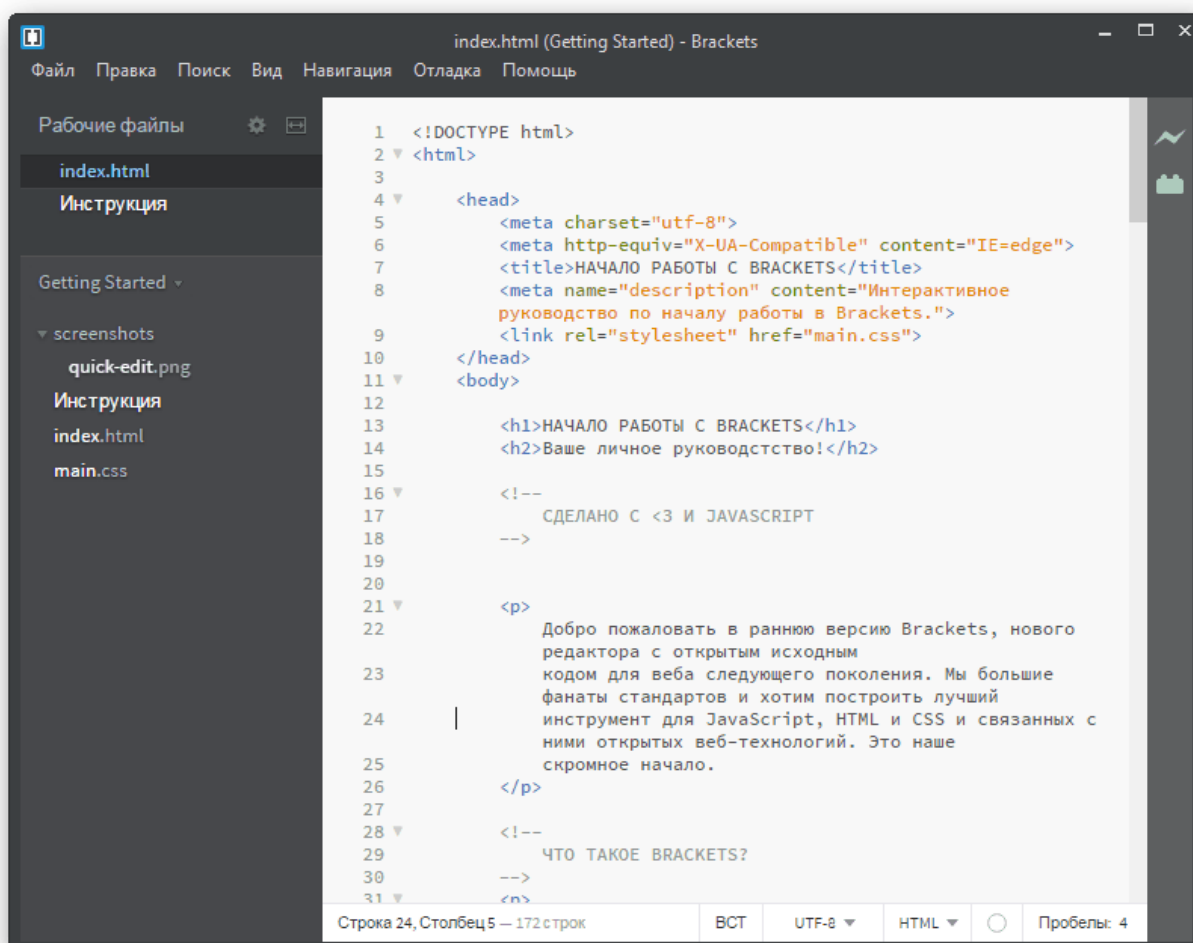 index.html (Getting Started) - Brackets
Файл Правка Поиск Вид Навигация Отладка Помощь
Рабочие файлы
index.html
Инструкция
Getting Started
screenshots
quick-edit.png
Инструкция
index.html
main.css
1 <!DOCTYPE html>
2 <html>
3
4 <head>
5 <meta charset="utf-8">
6 <meta http-equiv="X-UA-Compatible" content="IE=edge">
7 <title>НАЧАЛО РАБОТЫ С BRACKETS</title>
8 <meta name="description" content="Интерактивное
руководство по началу работы в Brackets.">
9 <link rel="stylesheet" href="main.css">
10 </head>
11 <body>
12
13 <h1>НАЧАЛО РАБОТЫ С BRACKETS</h1>
14 <h2>Ваше личное руководстство!</h2>
15
16 <!--
17 СДЕЛАНО С <3 И JAVASCRIPT
18 -->
19
20
21 <p>
22 Добро пожаловать в раннюю версию Brackets, нового
редактора с открытым исходным
23 кодом для веба следующего поколения. Мы большие
фанаты стандартов и хотим построить лучший
24 инструмент для JavaScript, HTML и CSS и связанных с
ними открытых веб-технологий. Это наше
25 скромное начало.
26 </p>
27
28 <!--
29 ЧТО ТАКОЕ BRACKETS?
30 -->
31 <p>
Строка 24, Столбец 5 — 172 строк ВСТ UTF-8 HTML Пробелы: 4